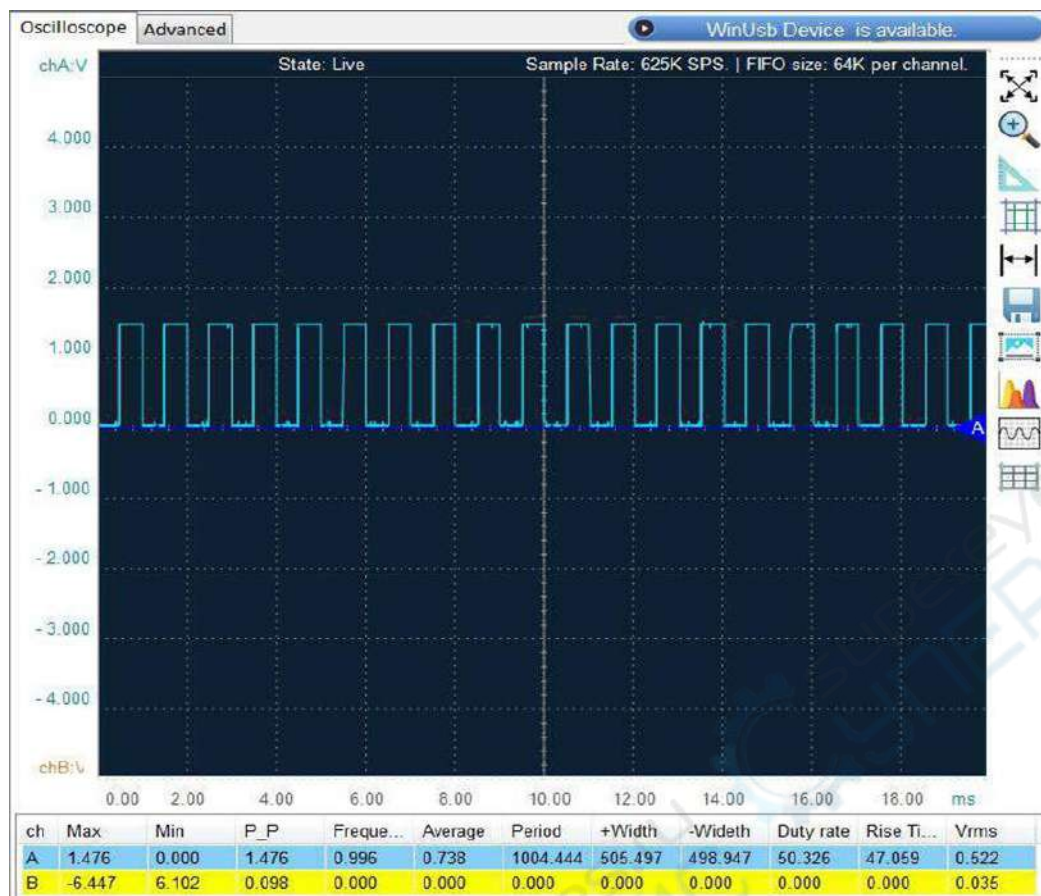 Oscilloscope Advanced WinUsb Device is available.
chA:V State: Live Sample Rate: 625K SPS. | FIFO size: 64K per channel.
4.000
3.000
2.000
1.000
0.000 A
- 1.000
- 2.000
- 3.000
- 4.000
chB:V
0.00 2.00 4.00 6.00 8.00 10.00 12.00 14.00 16.00 18.00 ms
ch Max Min P_P Freque... Average Period +Width -Wideth Duty rate Rise Ti... Vrms
A 1.476 0.000 1.476 0.996 0.738 1004.444 505.497 498.947 50.326 47.059 0.522
B -6.447 6.102 0.098 0.000 0.000 0.000 0.000 0.000 0.000 0.000 0.035